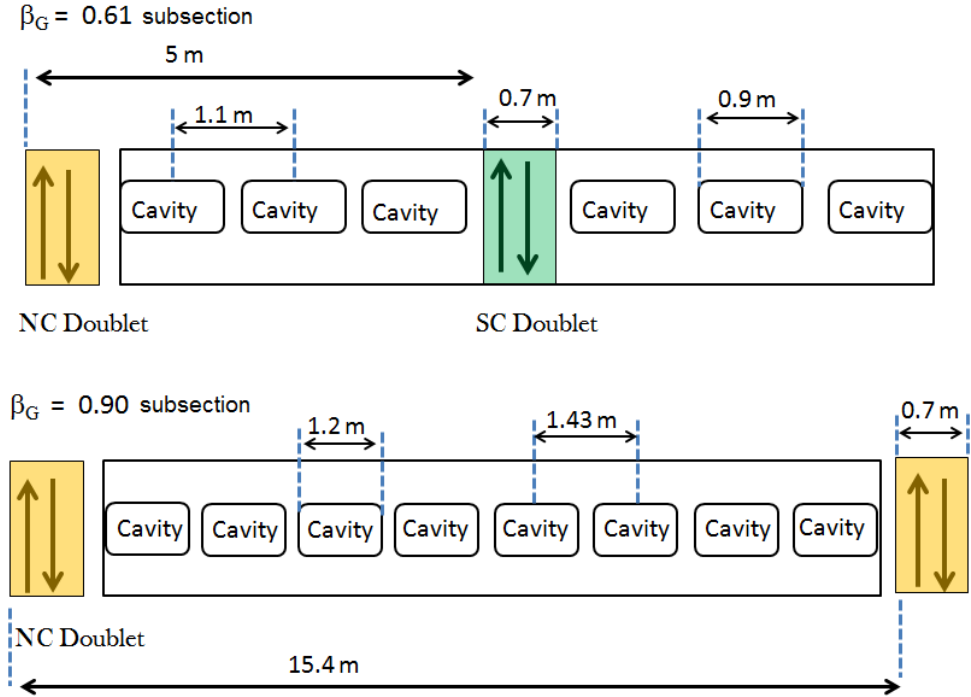 β_G = 0.61 subsection
5 m
0.7 m
0.9 m
1.1 m
Cavity Cavity Cavity Cavity Cavity Cavity
NC Doublet SC Doublet
β_G = 0.90 subsection
0.7 m
1.2 m 1.43 m
Cavity Cavity Cavity Cavity Cavity Cavity Cavity Cavity
NC Doublet
15.4 m